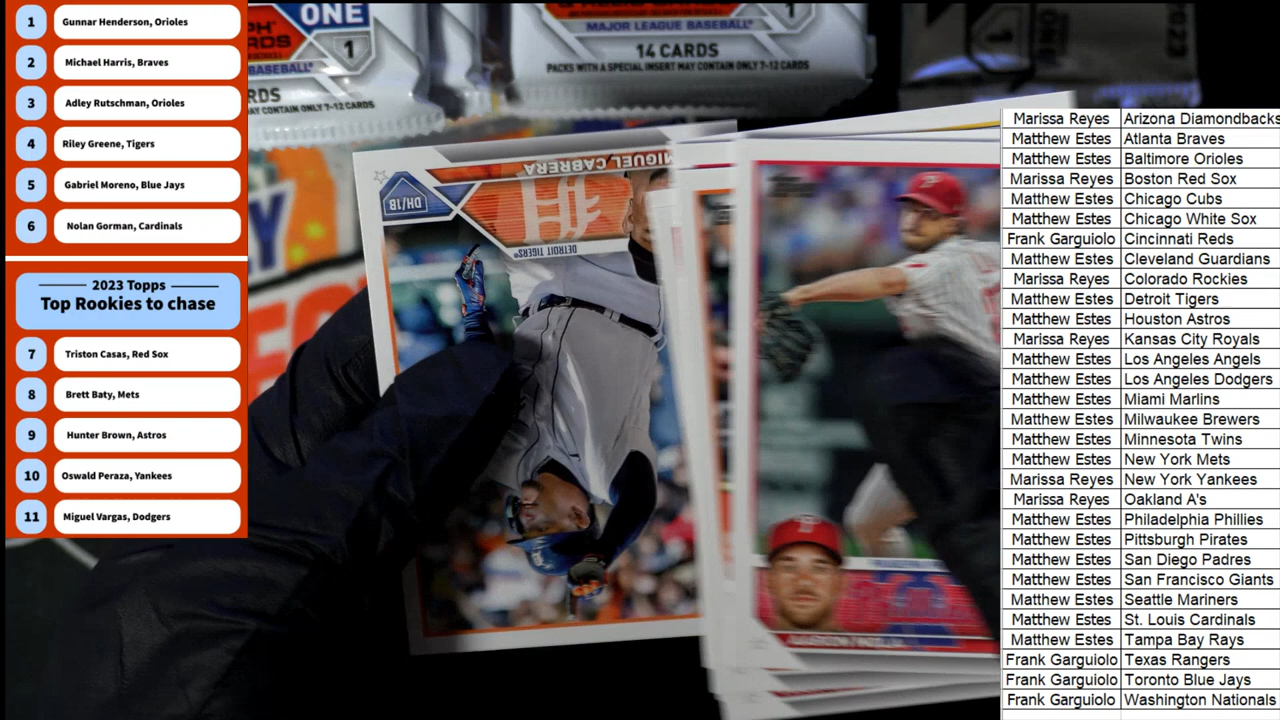 1 Gunnar Henderson, Orioles
2 Michael Harris, Braves
3 Adley Rutschman, Orioles
4 Riley Greene, Tigers
5 Gabriel Moreno, Blue Jays
6 Nolan Gorman, Cardinals
2023 Topps
Top Rookies to chase
7 Triston Casas, Red Sox
8 Brett Baty, Mets
9 Hunter Brown, Astros
10 Oswald Peraza, Yankees
11 Miguel Vargas, Dodgers
ONE
1
CARDS
MAJOR LEAGUE BASEBALL
1
14 CARDS
PACKS WITH A SPECIAL INSERT MAY CONTAIN ONLY 7-12 CARDS
BASEBALL
CONTAIN ONLY 7-12 CARDS
MIGUEL CABRERA
DH/1B
DETROIT TIGERS
Marissa Reyes Arizona Diamondbacks
Matthew Estes Atlanta Braves
Matthew Estes Baltimore Orioles
Marissa Reyes Boston Red Sox
Matthew Estes Chicago Cubs
Matthew Estes Chicago White Sox
Frank Garguiolo Cincinnati Reds
Matthew Estes Cleveland Guardians
Marissa Reyes Colorado Rockies
Matthew Estes Detroit Tigers
Matthew Estes Houston Astros
Marissa Reyes Kansas City Royals
Matthew Estes Los Angeles Angels
Matthew Estes Los Angeles Dodgers
Matthew Estes Miami Marlins
Matthew Estes Milwaukee Brewers
Matthew Estes Minnesota Twins
Matthew Estes New York Mets
Marissa Reyes New York Yankees
Marissa Reyes Oakland A's
Matthew Estes Philadelphia Phillies
Matthew Estes Pittsburgh Pirates
Matthew Estes San Diego Padres
Matthew Estes San Francisco Giants
Matthew Estes Seattle Mariners
Matthew Estes St. Louis Cardinals
Matthew Estes Tampa Bay Rays
Frank Garguiolo Texas Rangers
Frank Garguiolo Toronto Blue Jays
Frank Garguiolo Washington Nationals